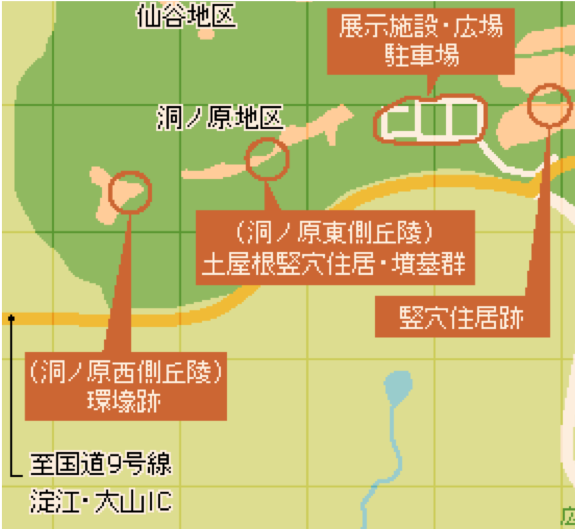 仙谷地区
展示施設・広場
駐車場
洞ノ原地区
(洞ノ原東側丘陵)
土屋根竪穴住居・墳墓群
竪穴住居跡
(洞ノ原西側丘陵)
環壕跡
至国道9号線
淀江・大山IC